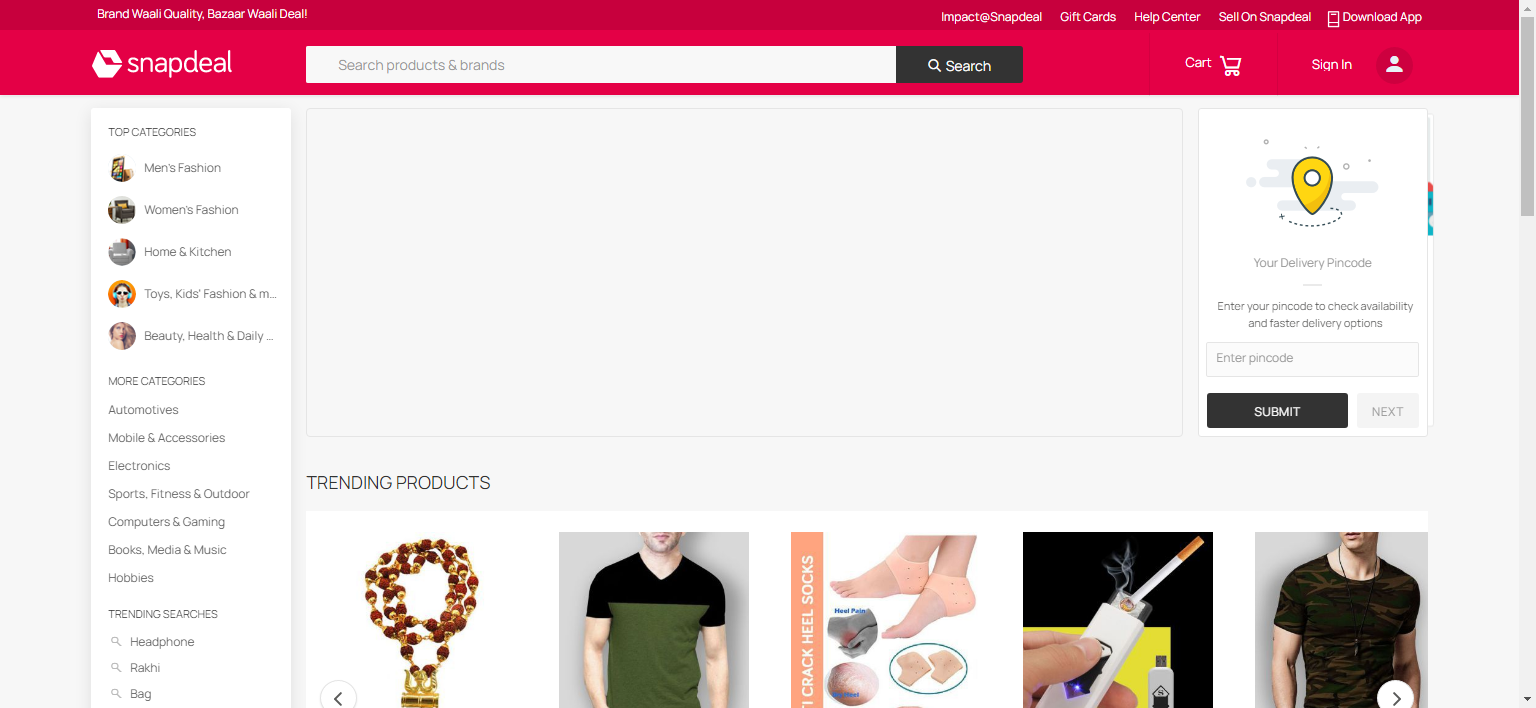 Brand Waali Quality, Bazaar Waali Deal!
Impact@Snapdeal
Gift Cards
Help Center
Sell On Snapdeal
Download App
snapdeal
Search products & brands
Search
Cart
Sign In
TOP CATEGORIES
Men's Fashion
Women's Fashion
Home & Kitchen
Toys, Kids' Fashion & m...
Beauty, Health & Daily ...
MORE CATEGORIES
Automotives
Mobile & Accessories
Electronics
Sports, Fitness & Outdoor
Computers & Gaming
Books, Media & Music
Hobbies
TRENDING SEARCHES
Headphone
Rakhi
Bag
Your Delivery Pincode
Enter your pincode to check availability
and faster delivery options
Enter pincode
SUBMIT
NEXT
TRENDING PRODUCTS
CRACK HEEL SOCKS
Heel Pain